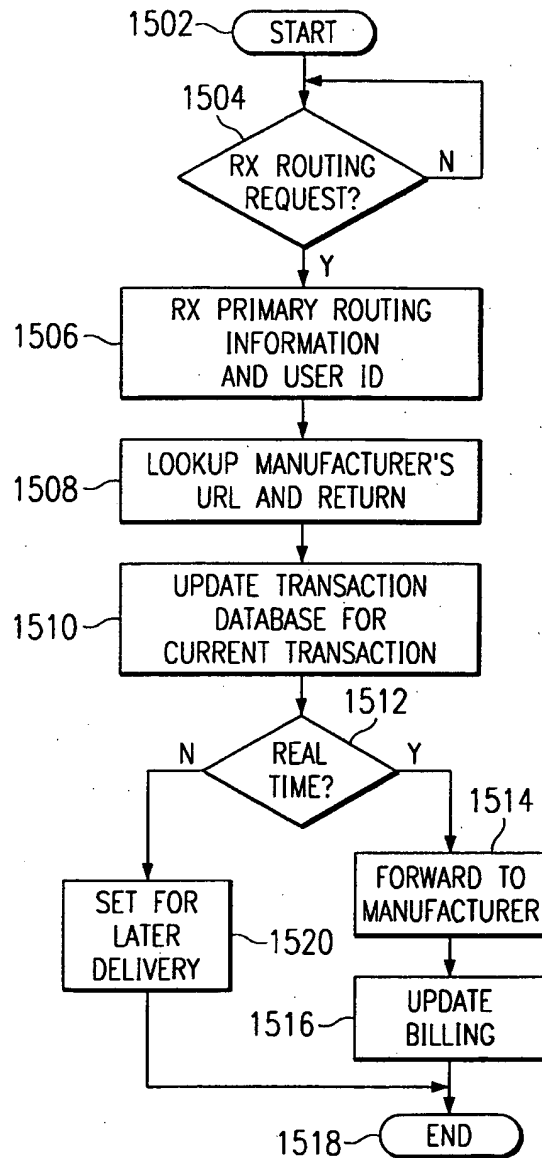 1502
START
1504
RX ROUTING
REQUEST?
N
Y
1506
RX PRIMARY ROUTING
INFORMATION
AND USER ID
1508
LOOKUP MANUFACTURER'S
URL AND RETURN
1510
UPDATE TRANSACTION
DATABASE FOR
CURRENT TRANSACTION
1512
N
REAL
TIME?
Y
1514
FORWARD TO
MANUFACTURER
SET FOR
LATER
DELIVERY
1520
1516
UPDATE
BILLING
1518
END